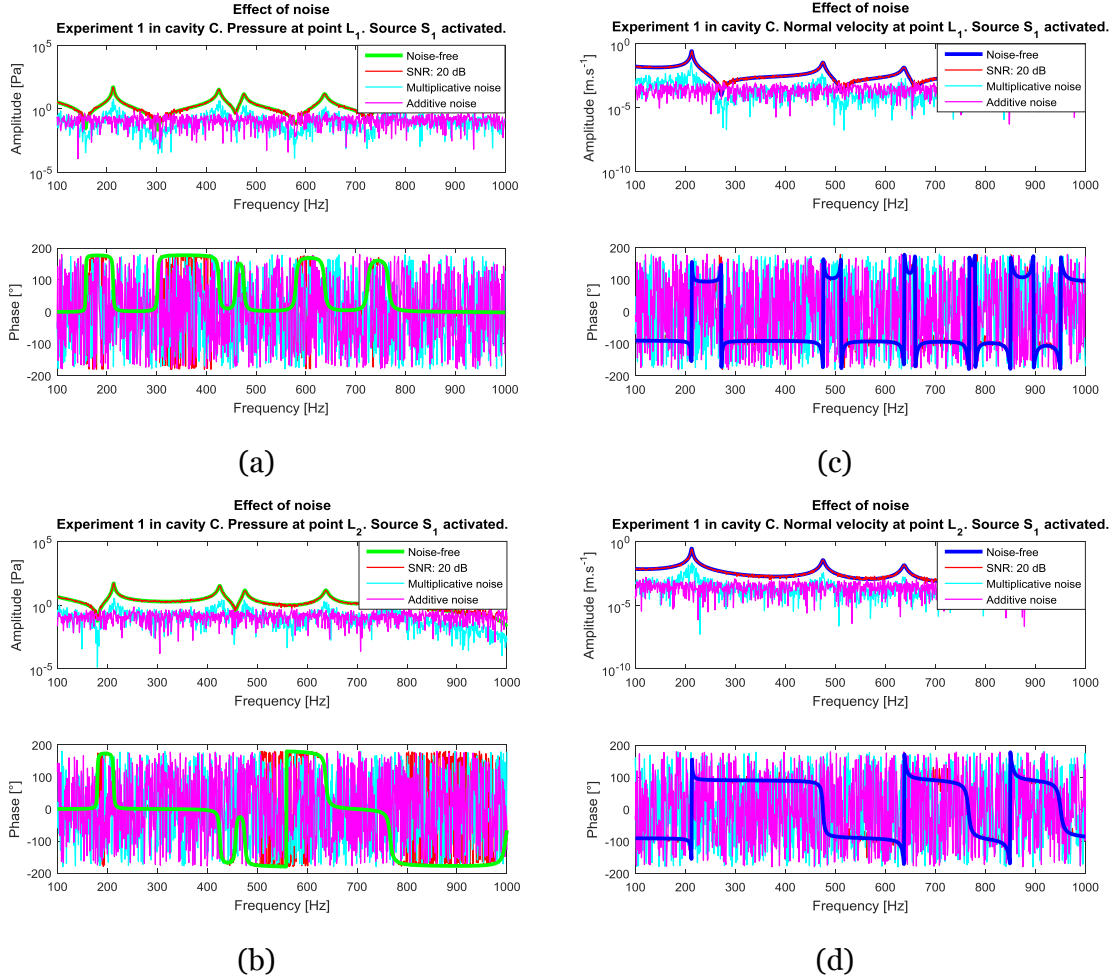 Effect of noise
Experiment 1 in cavity C. Pressure at point L1. Source S1 activated.
Amplitude [Pa]
10^5
10^0
10^-5
Noise-free
SNR: 20 dB
Multiplicative noise
Additive noise
100 200 300 400 500 600 700 800 900 1000
Frequency [Hz]
Phase [°]
200
100
0
-100
-200
100 200 300 400 500 600 700 800 900 1000
Frequency [Hz]
(a)
Effect of noise
Experiment 1 in cavity C. Normal velocity at point L1. Source S1 activated.
Amplitude [m.s^-1]
10^0
10^-5
10^-10
Noise-free
SNR: 20 dB
Multiplicative noise
Additive noise
100 200 300 400 500 600 700 800 900 1000
Frequency [Hz]
Phase [°]
200
100
0
-100
-200
100 200 300 400 500 600 700 800 900 1000
Frequency [Hz]
(c)
Effect of noise
Experiment 1 in cavity C. Pressure at point L2. Source S1 activated.
Amplitude [Pa]
10^5
10^0
10^-5
Noise-free
SNR: 20 dB
Multiplicative noise
Additive noise
100 200 300 400 500 600 700 800 900 1000
Frequency [Hz]
Phase [°]
200
100
0
-100
-200
100 200 300 400 500 600 700 800 900 1000
Frequency [Hz]
(b)
Effect of noise
Experiment 1 in cavity C. Normal velocity at point L2. Source S1 activated.
Amplitude [m.s^-1]
10^0
10^-5
10^-10
Noise-free
SNR: 20 dB
Multiplicative noise
Additive noise
100 200 300 400 500 600 700 800 900 1000
Frequency [Hz]
Phase [°]
200
100
0
-100
-200
100 200 300 400 500 600 700 800 900 1000
Frequency [Hz]
(d)